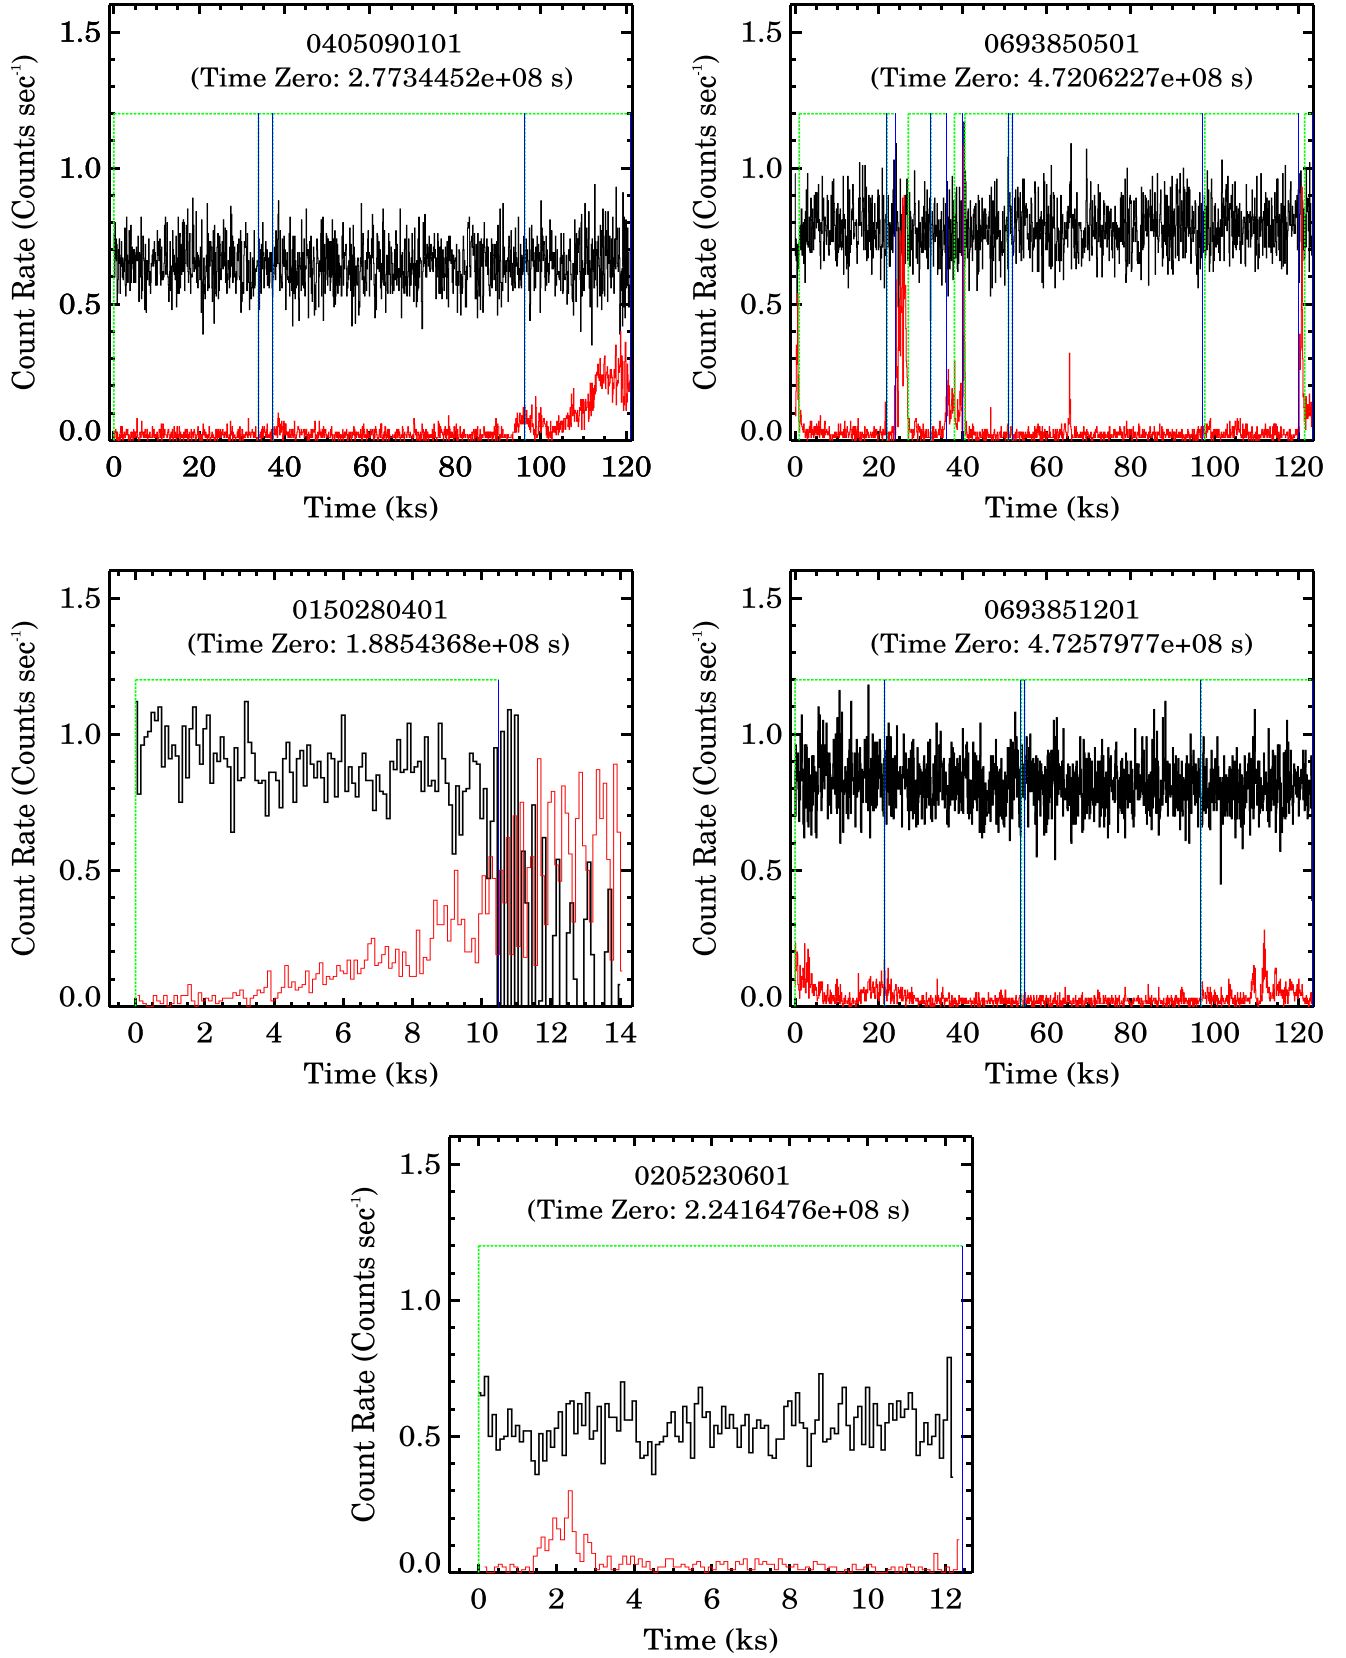 0405090101
(Time Zero: 2.7734452e+08 s)
Count Rate (Counts sec-1)
1.5
1.0
0.5
0.0
0 20 40 60 80 100 120
Time (ks)
0693850501
(Time Zero: 4.7206227e+08 s)
Count Rate (Counts sec-1)
1.5
1.0
0.5
0.0
0 20 40 60 80 100 120
Time (ks)
0150280401
(Time Zero: 1.8854368e+08 s)
Count Rate (Counts sec-1)
1.5
1.0
0.5
0.0
0 2 4 6 8 10 12 14
Time (ks)
0693851201
(Time Zero: 4.7257977e+08 s)
Count Rate (Counts sec-1)
1.5
1.0
0.5
0.0
0 20 40 60 80 100 120
Time (ks)
0205230601
(Time Zero: 2.2416476e+08 s)
Count Rate (Counts sec-1)
1.5
1.0
0.5
0.0
0 2 4 6 8 10 12
Time (ks)